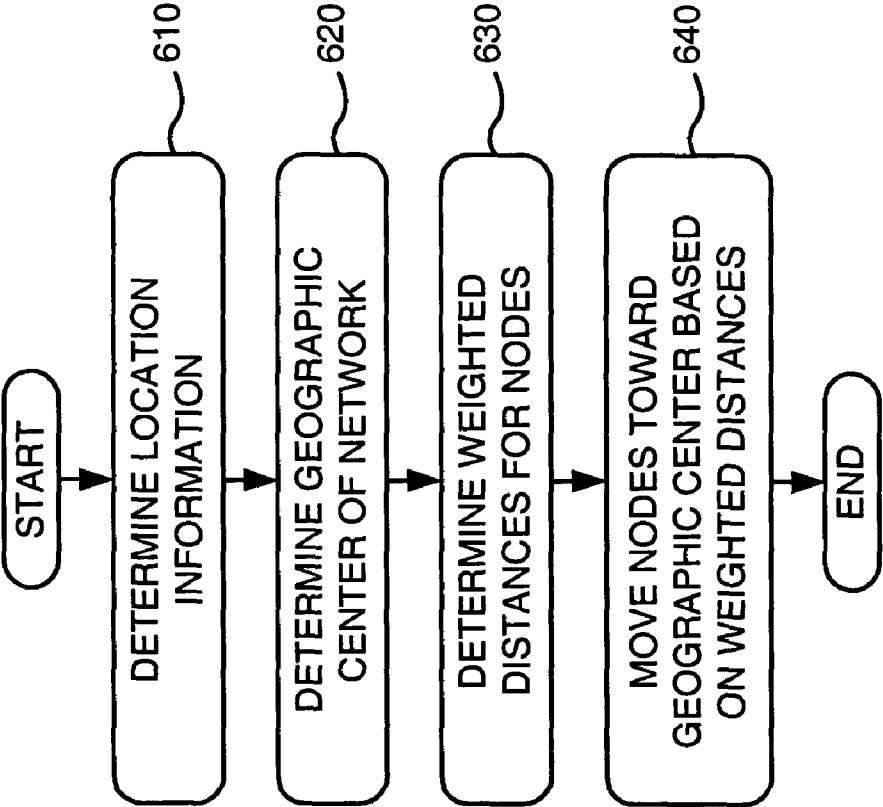 START
DETERMINE LOCATION
INFORMATION
610
DETERMINE GEOGRAPHIC
CENTER OF NETWORK
620
DETERMINE WEIGHTED
DISTANCES FOR NODES
630
MOVE NODES TOWARD
GEOGRAPHIC CENTER BASED
ON WEIGHTED DISTANCES
640
END